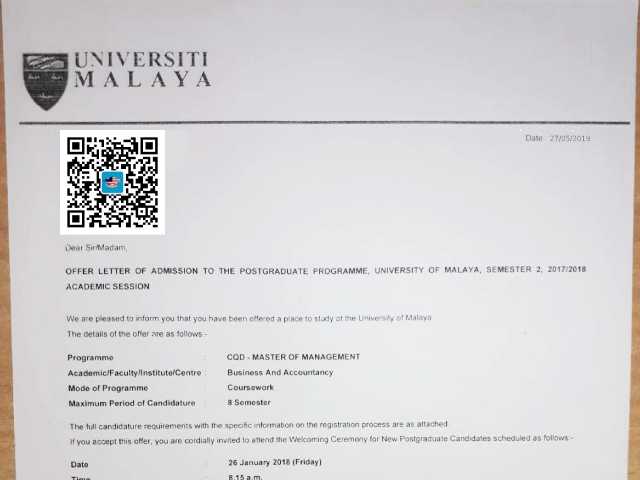 UNIVERSITI
MALAYA
Date 27/05/2019
Dear Sir/Madam,
OFFER LETTER OF ADMISSION TO THE POSTGRADUATE PROGRAMME, UNIVERSITY OF MALAYA, SEMESTER 2, 2017/2018
ACADEMIC SESSION
We are pleased to inform you that you have been offered a place to study at the University of Malaya
The details of the offer are as follows:-
Programme : CQD - MASTER OF MANAGEMENT
Academic/Faculty/Institute/Centre : Business And Accountancy
Mode of Programme : Coursework
Maximum Period of Candidature : 8 Semester
The full candidature requirements with the specific information on the registration process are as attached.
If you accept this offer, you are cordially invited to attend the Welcoming Ceremony for New Postgraduate Candidates scheduled as follows:-
Date : 26 January 2018 (Friday)
Time : 8.15 a.m.